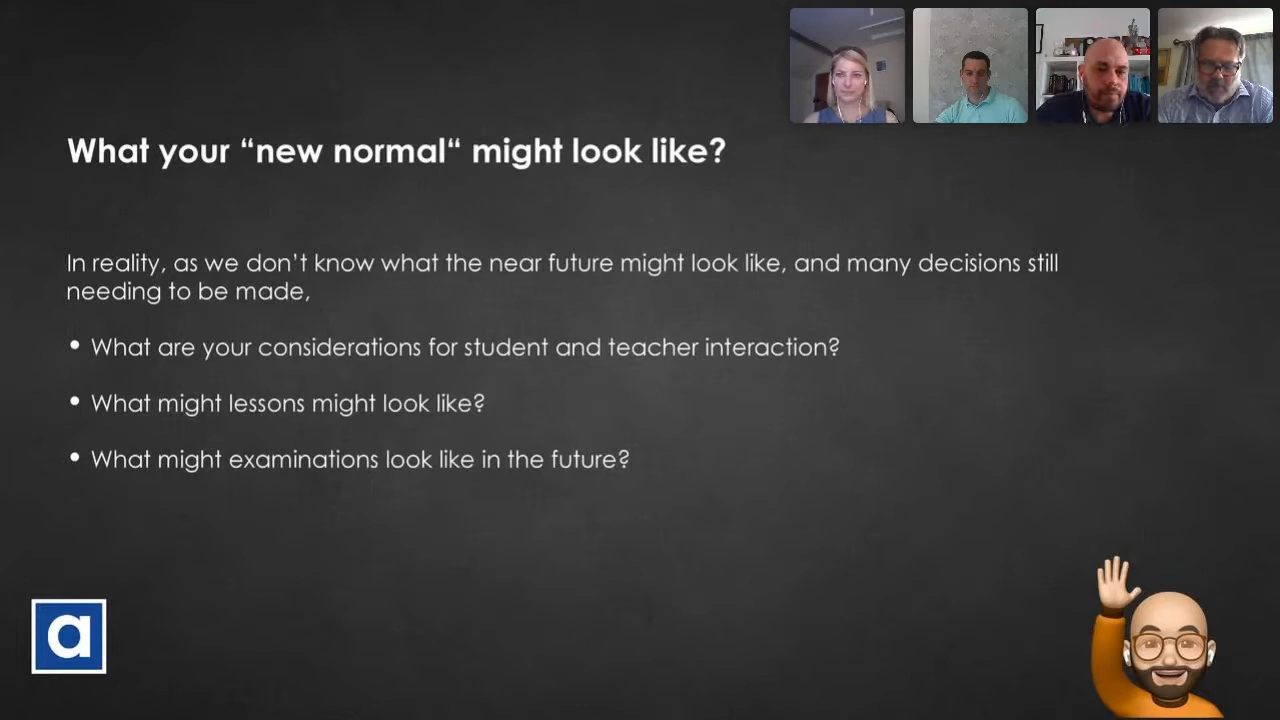 What your “new normal“ might look like?
In reality, as we don’t know what the near future might look like, and many decisions still
needing to be made,
• What are your considerations for student and teacher interaction?
• What might lessons might look like?
• What might examinations look like in the future?
a